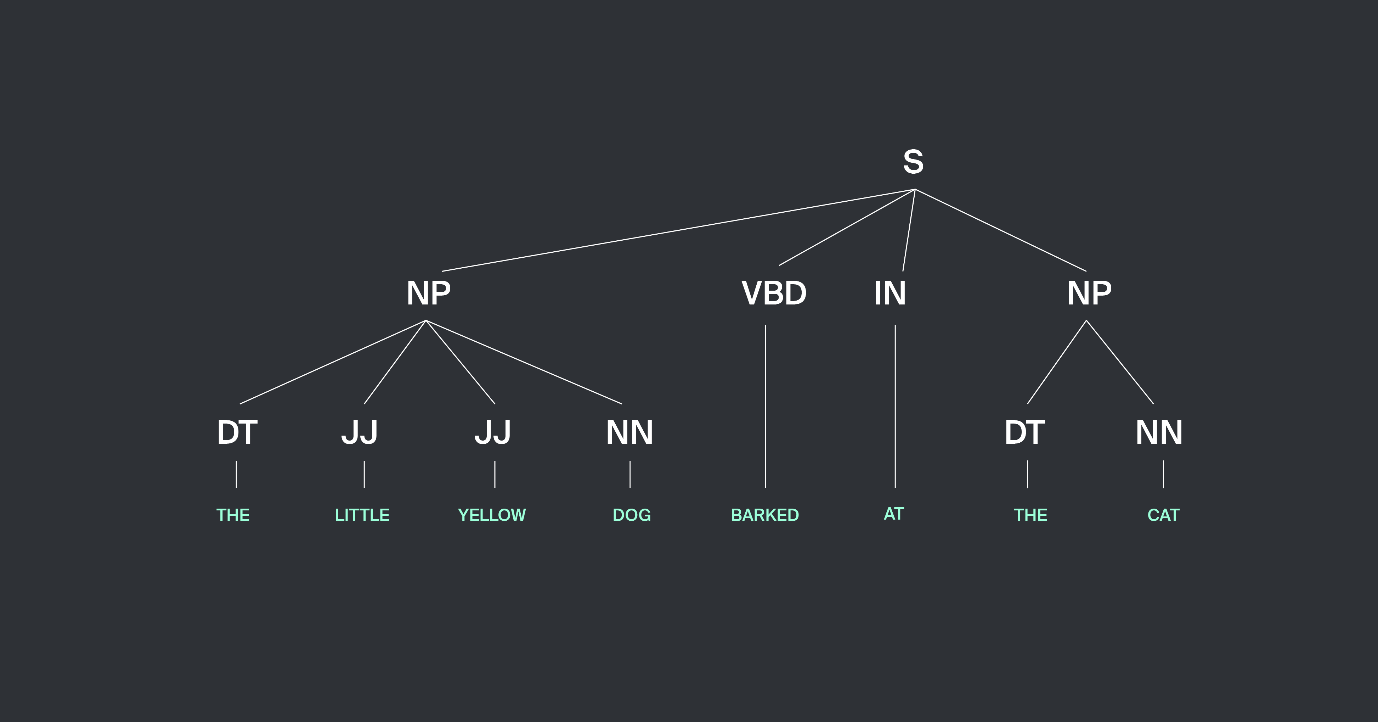 S
NP VBD IN NP
DT JJ JJ NN DT NN
THE LITTLE YELLOW DOG BARKED AT THE CAT